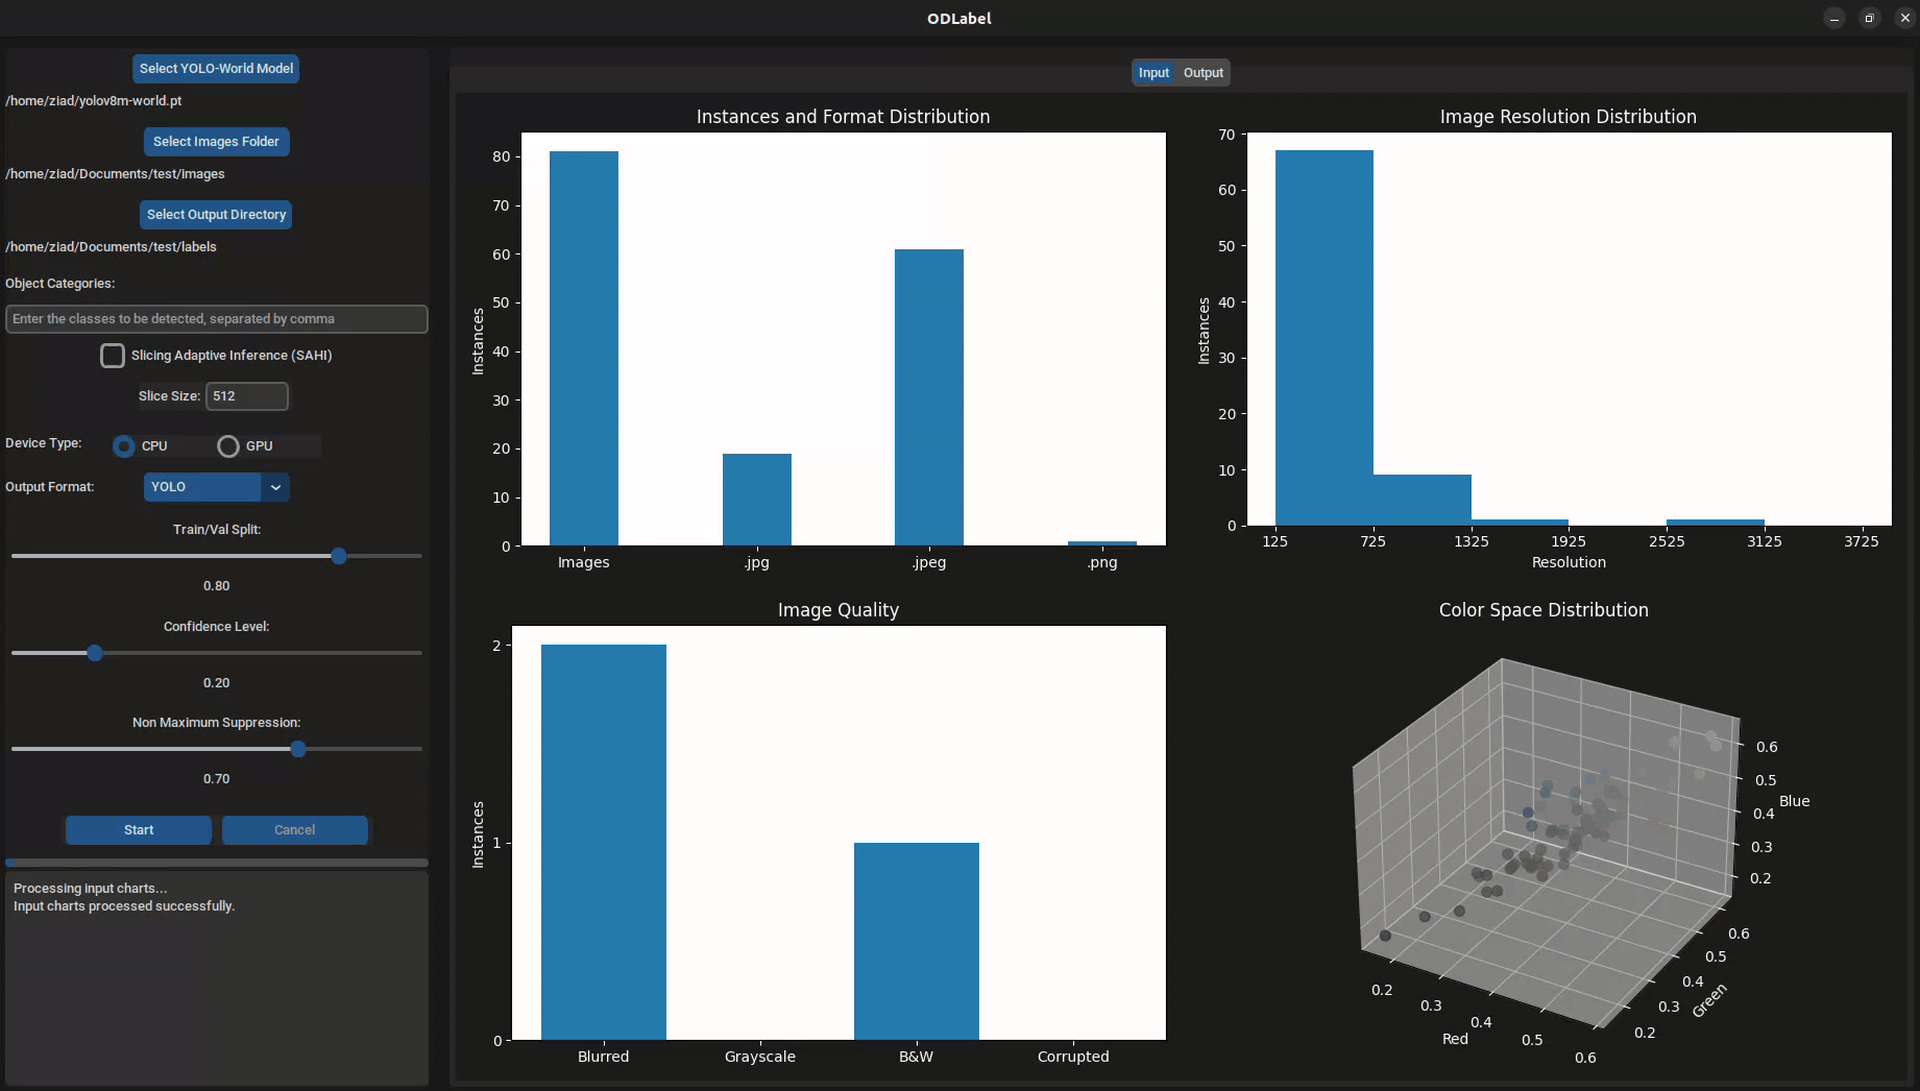 ODLabel
Select YOLO-World Model
/home/ziad/yolov8m-world.pt
Select Images Folder
/home/ziad/Documents/test/images
Select Output Directory
/home/ziad/Documents/test/labels
Object Categories:
Enter the classes to be detected, separated by comma
Slicing Adaptive Inference (SAHI)
Slice Size: 512
Device Type: CPU GPU
Output Format: YOLO
Train/Val Split:
0.80
Confidence Level:
0.20
Non Maximum Suppression:
0.70
Start Cancel
Processing input charts...
Input charts processed successfully.
Input Output
Instances and Format Distribution
80
70
60
50
40
30
20
10
0
Instances
Images .jpg .jpeg .png
Image Resolution Distribution
70
60
50
40
30
20
10
0
Instances
125 725 1325 1925 2525 3125 3725
Resolution
Image Quality
2
1
0
Instances
Blurred Grayscale B&W Corrupted
Color Space Distribution
0.6
0.5
0.4
0.3
0.2
Blue
0.6
0.5
0.4
0.3
0.2
Green
0.2
0.3
0.4
0.5
0.6
Red